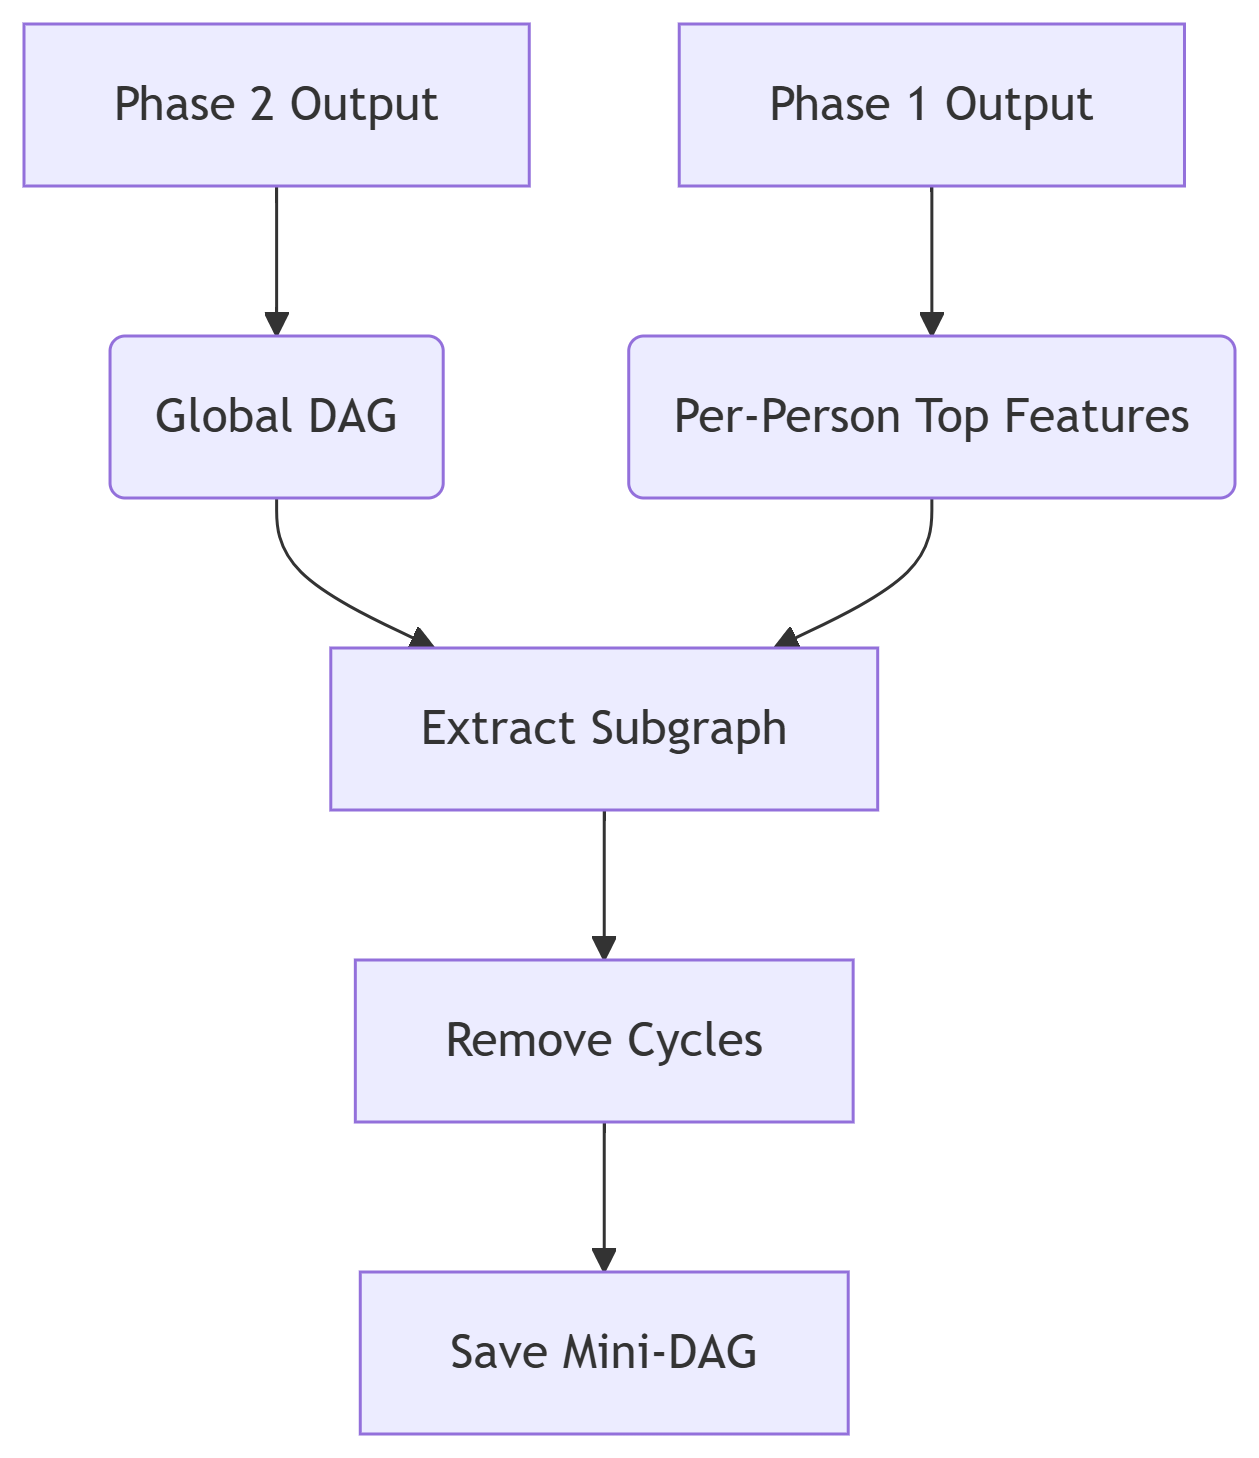 Phase 2 Output
Phase 1 Output
Global DAG
Per-Person Top Features
Extract Subgraph
Remove Cycles
Save Mini-DAG